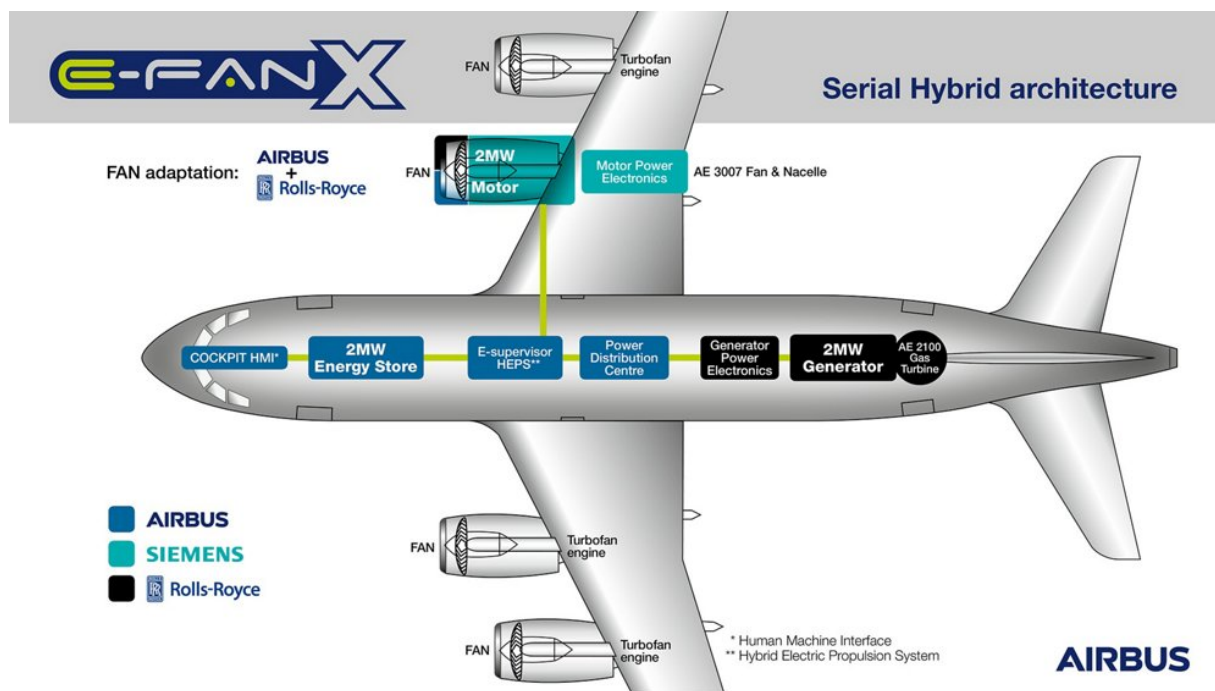 E-FAN X
Serial Hybrid architecture
FAN
Turbofan
engine
FAN adaptation:
AIRBUS
+
RR Rolls-Royce
FAN
2MW
Motor
Motor Power
Electronics
AE 3007 Fan & Nacelle
COCKPIT HMI*
2MW
Energy Store
E-supervisor
HEPS**
Power
Distribution
Centre
Generator
Power
Electronics
2MW
Generator
AE 2100
Gas
Turbine
AIRBUS
SIEMENS
RR Rolls-Royce
FAN
Turbofan
engine
FAN
Turbofan
engine
* Human Machine Interface
** Hybrid Electric Propulsion System
AIRBUS